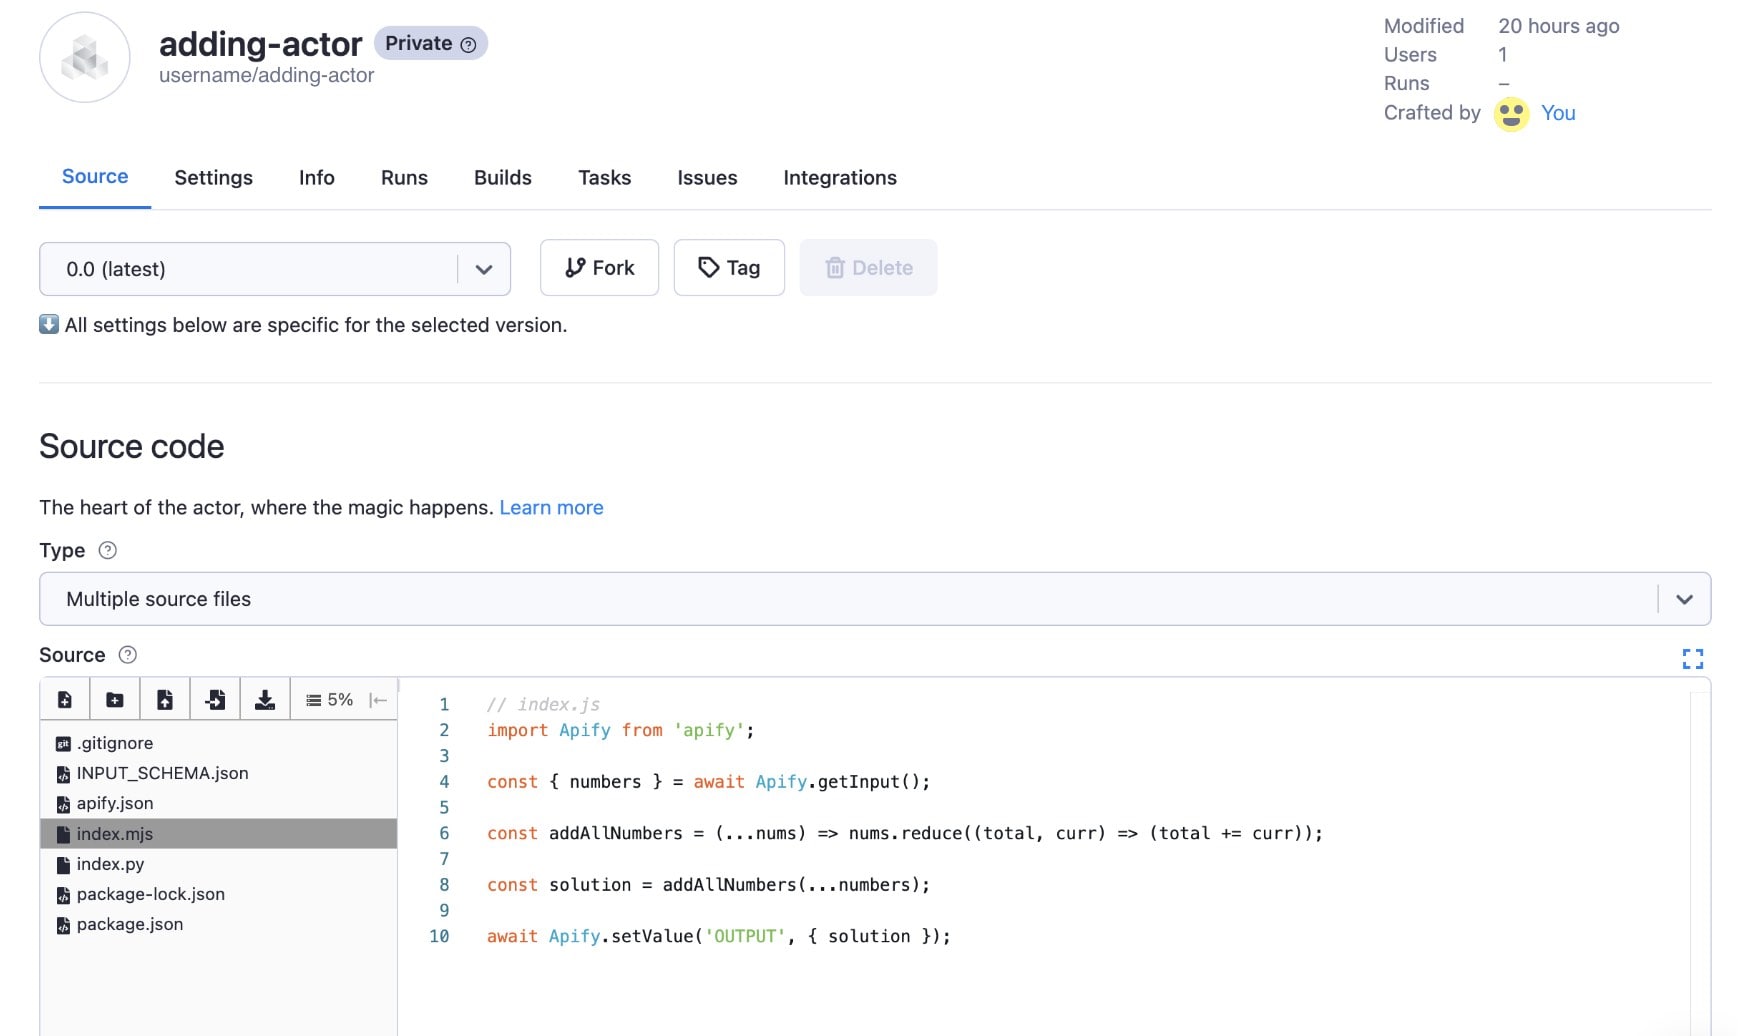 adding-actor Private
username/adding-actor
Modified 20 hours ago
Users 1
Runs –
Crafted by You
Source Settings Info Runs Builds Tasks Issues Integrations
0.0 (latest) Fork Tag Delete
All settings below are specific for the selected version.
Source code
The heart of the actor, where the magic happens. Learn more
Type ?
Multiple source files
Source ?
5%
.gitignore
INPUT_SCHEMA.json
apify.json
index.mjs
index.py
package-lock.json
package.json
1 // index.js
2 import Apify from 'apify';
3
4 const { numbers } = await Apify.getInput();
5
6 const addAllNumbers = (...nums) => nums.reduce((total, curr) => (total += curr));
7
8 const solution = addAllNumbers(...numbers);
9
10 await Apify.setValue('OUTPUT', { solution });